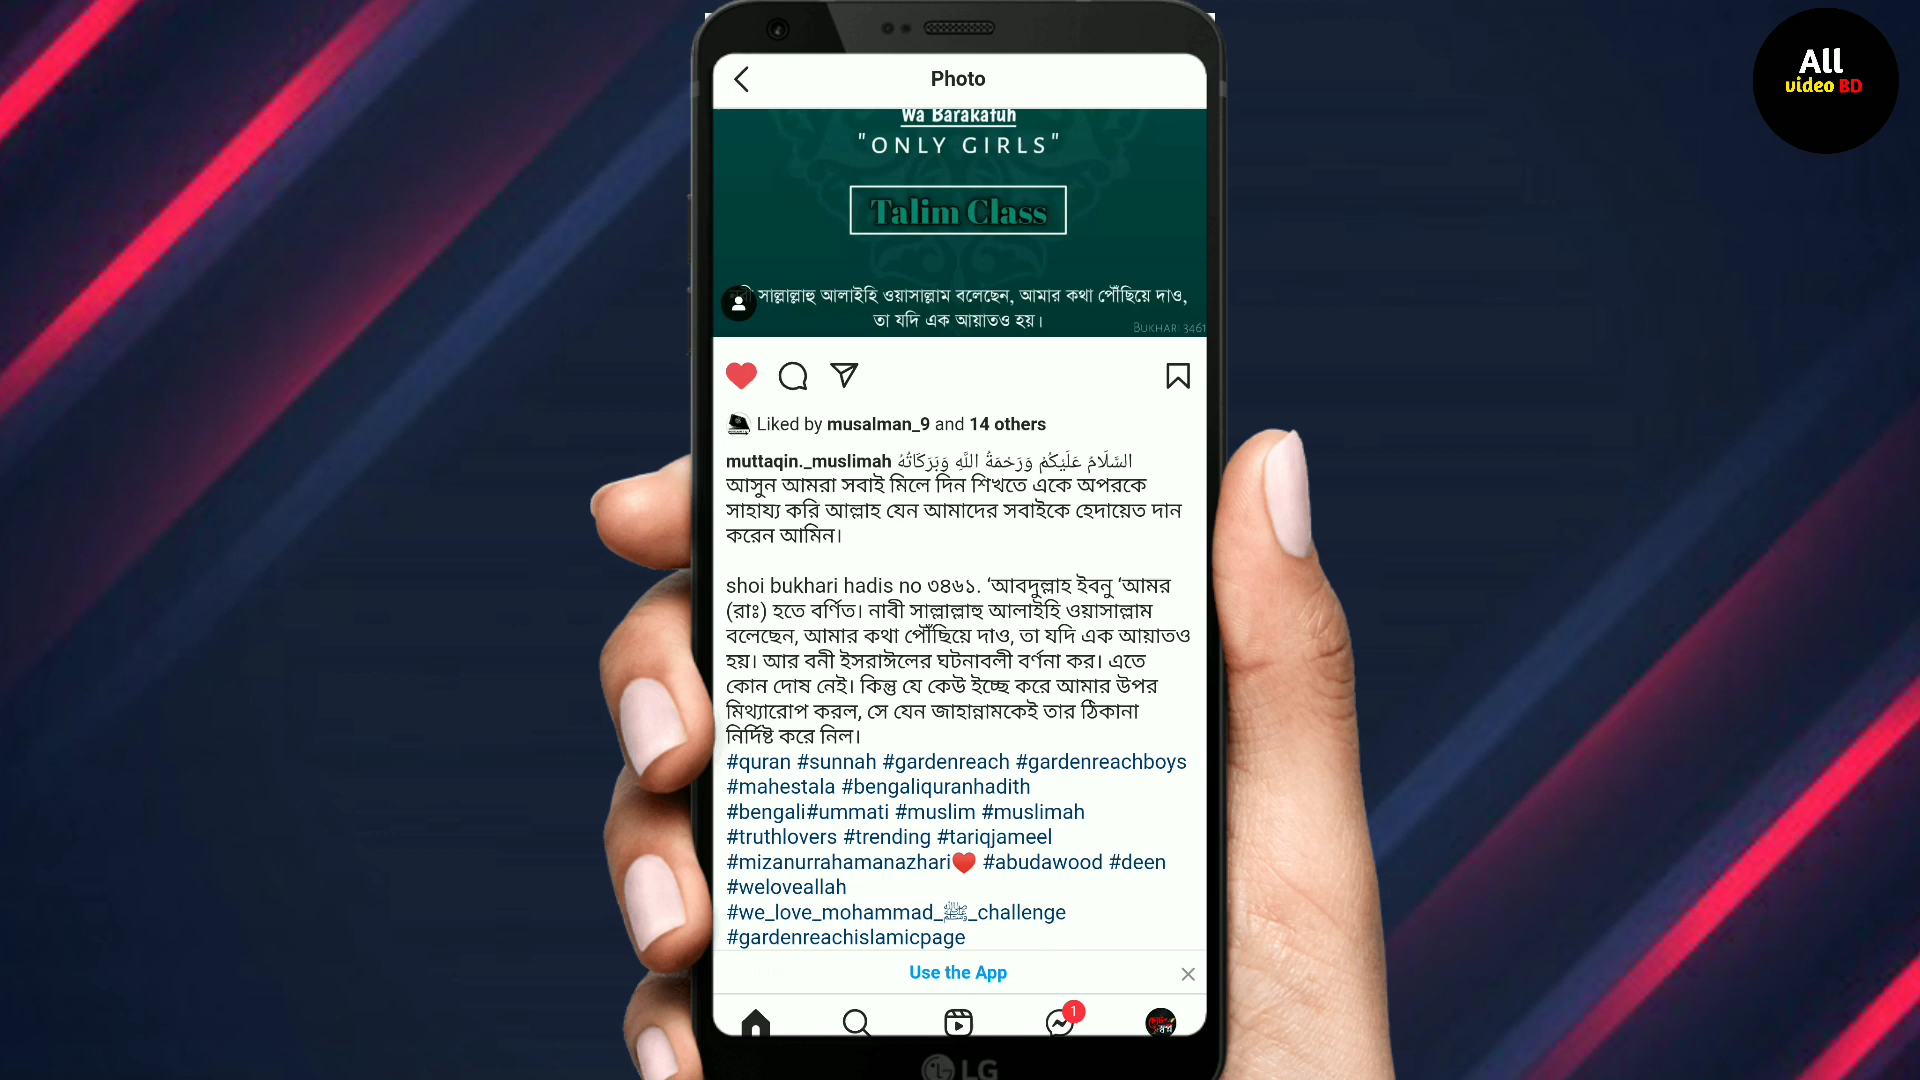 All
video BD
Photo
Wa Barakatuh
"ONLY GIRLS"
Talim Class
সাল্লাল্লাহু আলাইহি ওয়াসাল্লাম বলেছেন, আমার কথা পৌঁছিয়ে দাও,
তা যদি এক আয়াতও হয়।
BUKHARI 3461
Liked by musalman_9 and 14 others
muttaqin._muslimah السَّلَامُ عَلَيْكُمْ وَرَحْمَةُ اللَّهِ وَبَرَكَاتُهُ
আসুন আমরা সবাই মিলে দিন শিখতে একে অপরকে
সাহায্য করি আল্লাহ যেন আমাদের সবাইকে হেদায়েত দান
করেন আমিন।
shoi bukhari hadis no ৩৪৬১. ‘আবদুল্লাহ ইবনু ‘আমর
(রাঃ) হতে বর্ণিত। নাবী সাল্লাল্লাহু আলাইহি ওয়াসাল্লাম
বলেছেন, আমার কথা পৌঁছিয়ে দাও, তা যদি এক আয়াতও
হয়। আর বনী ইসরাঈলের ঘটনাবলী বর্ণনা কর। এতে
কোন দোষ নেই। কিন্তু যে কেউ ইচ্ছে করে আমার উপর
মিথ্যারোপ করল, সে যেন জাহান্নামকেই তার ঠিকানা
নির্দিষ্ট করে নিল।
#quran #sunnah #gardenreach #gardenreachboys
#mahestala #bengaliquranhadith
#bengali#ummati #muslim #muslimah
#truthlovers #trending #tariqjameel
#mizanurrahamanazhari❤️ #abudawood #deen
#weloveallah
#we_love_mohammad_ﷺ_challenge
#gardenreachislamicpage
Use the App
1
LG